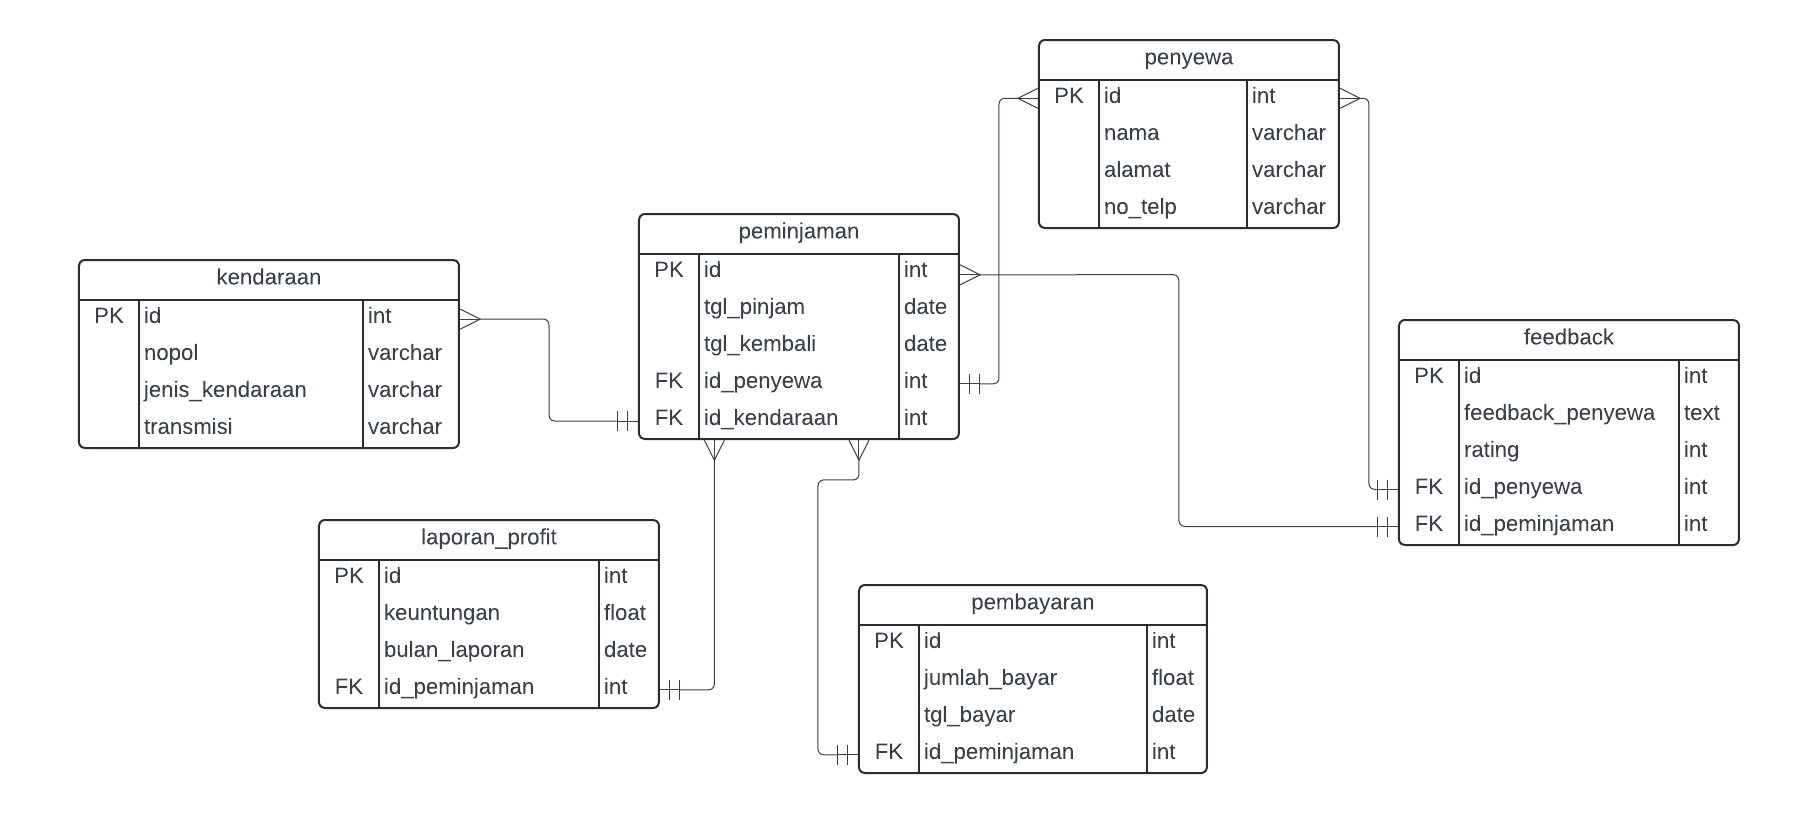 penyewa
PK id int
nama varchar
alamat varchar
no_telp varchar
peminjaman
PK id int
tgl_pinjam date
tgl_kembali date
FK id_penyewa int
FK id_kendaraan int
kendaraan
PK id int
nopol varchar
jenis_kendaraan varchar
transmisi varchar
feedback
PK id int
feedback_penyewa text
rating int
FK id_penyewa int
FK id_peminjaman int
laporan_profit
PK id int
keuntungan float
bulan_laporan date
FK id_peminjaman int
pembayaran
PK id int
jumlah_bayar float
tgl_bayar date
FK id_peminjaman int